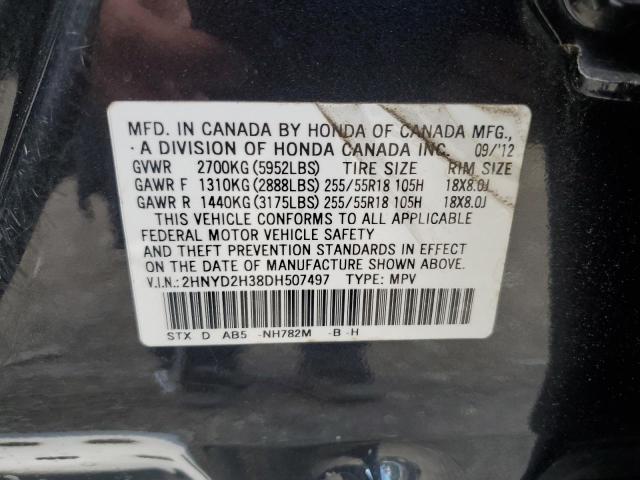 MFD. IN CANADA BY HONDA OF CANADA MFG.,
A DIVISION OF HONDA CANADA INC. 09/'12
GVWR 2700KG(5952LBS) TIRE SIZE RIM SIZE
GAWR F 1310KG(2888LBS) 255/55R18 105H 18X8.0J
GAWR R 1440KG(3175LBS) 255/55R18 105H 18X8.0J
THIS VEHICLE CONFORMS TO ALL APPLICABLE
FEDERAL MOTOR VEHICLE SAFETY
AND THEFT PREVENTION STANDARDS IN EFFECT
ON THE DATE OF MANUFACTURE SHOWN ABOVE.
V.I.N.:2HNYD2H38DH507497 TYPE: MPV
STX D AB5 -NH782M -B -H